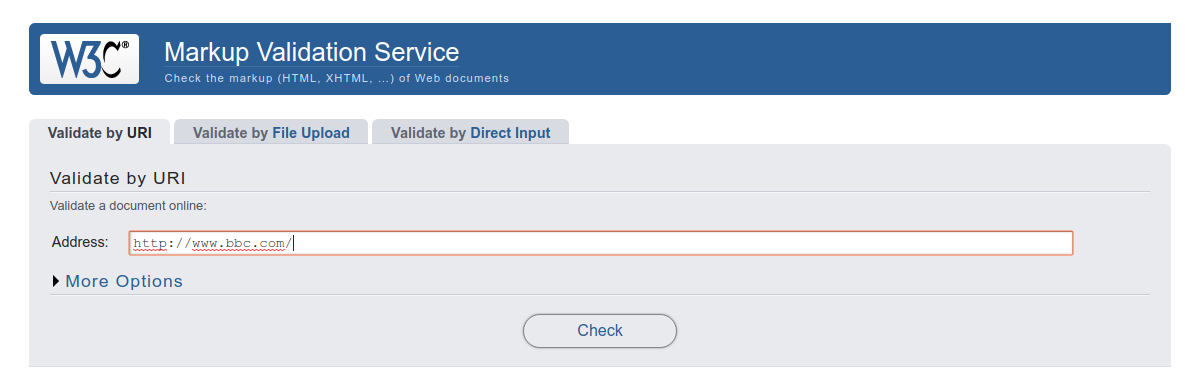 W3C®
Markup Validation Service
Check the markup (HTML, XHTML, ...) of Web documents
Validate by URI Validate by File Upload Validate by Direct Input
Validate by URI
Validate a document online:
Address: http://www.bbc.com/
More Options
Check